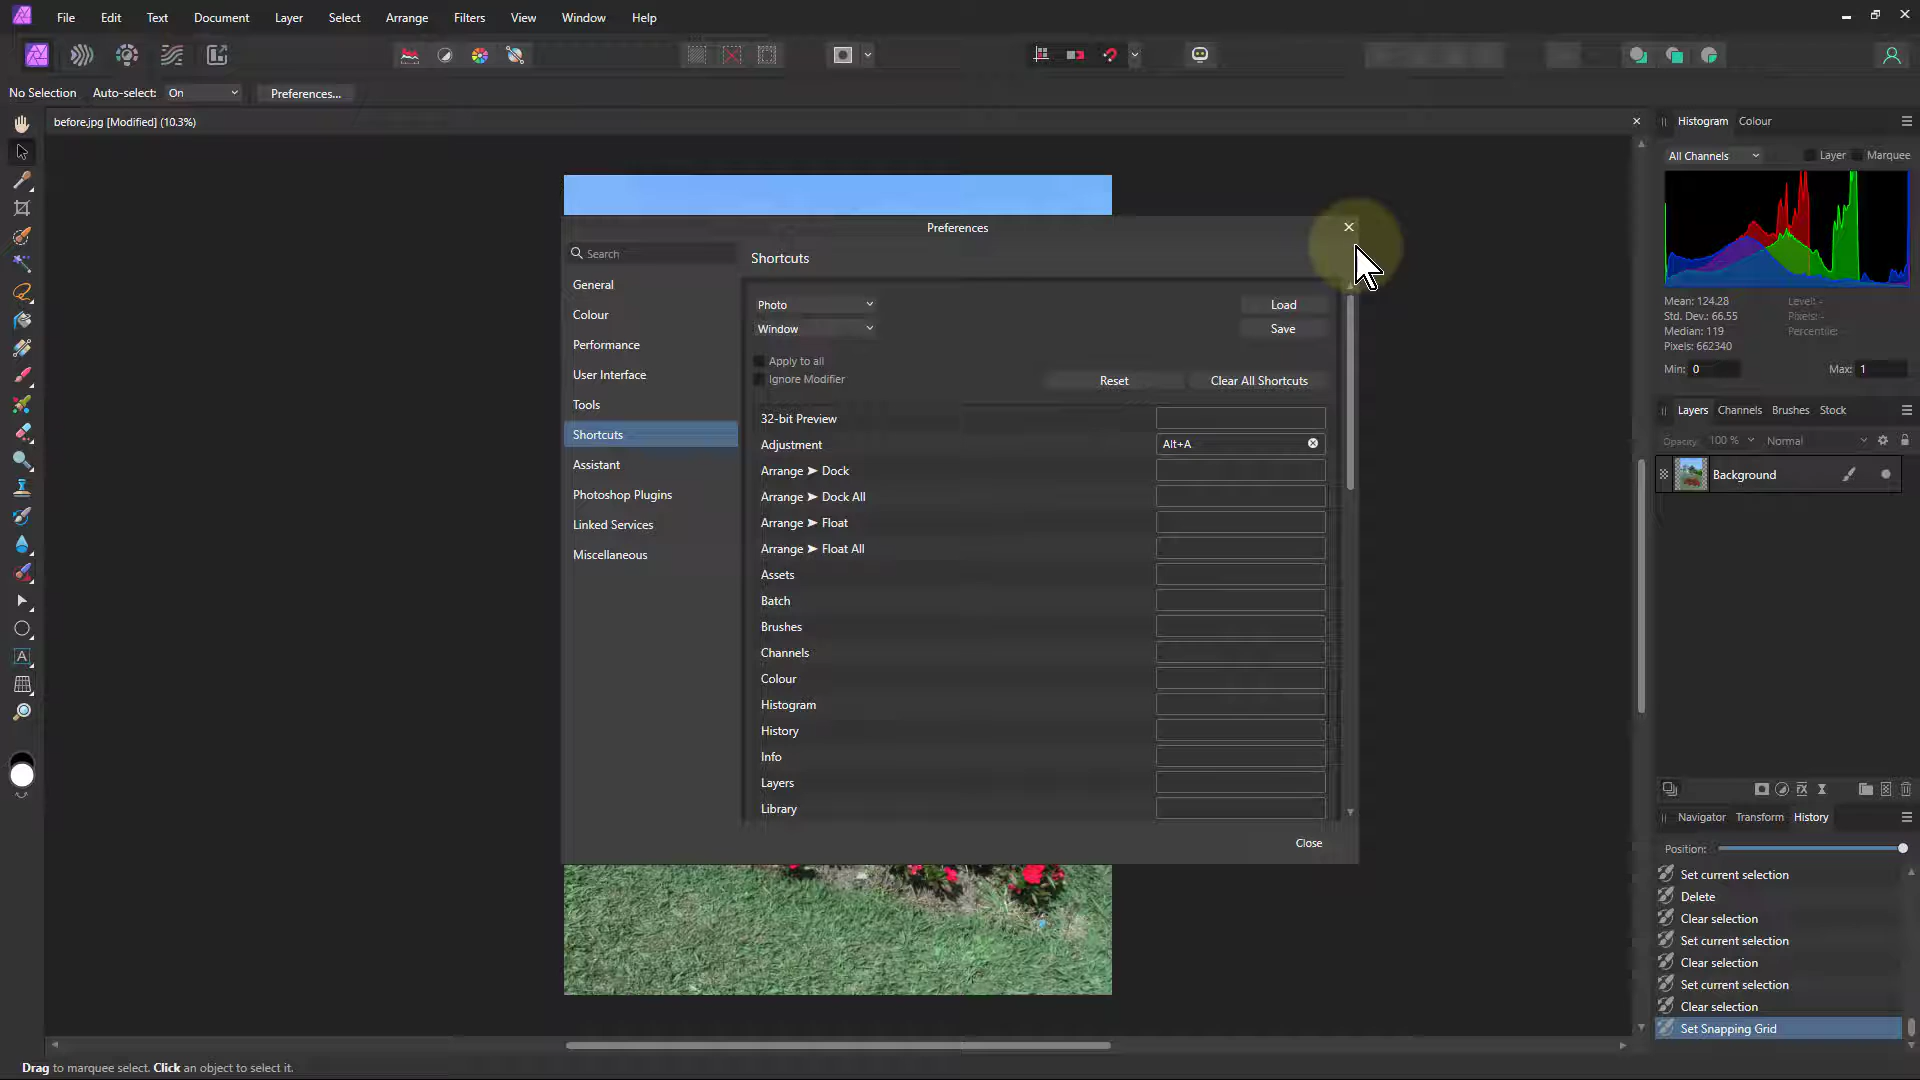 File Edit Text Document Layer Select Arrange Filters View Window Help
No Selection Auto-select: On Preferences...
before.jpg [Modified] (10.3%)
Histogram Colour
All Channels Layer Marquee
Mean: 124.28 Level: -
Std. Dev.: 66.55 Pixels: -
Median: 119 Percentile: -
Pixels: 662340
Min: 0 Max: 1
Layers Channels Brushes Stock
Opacity: 100 % Normal
Background
Navigator Transform History
Position:
Set current selection
Delete
Clear selection
Set current selection
Clear selection
Set current selection
Clear selection
Set Snapping Grid
Preferences
Search
General
Colour
Performance
User Interface
Tools
Shortcuts
Assistant
Photoshop Plugins
Linked Services
Miscellaneous
Shortcuts
Photo Load
Window Save
Apply to all
Ignore Modifier Reset Clear All Shortcuts
32-bit Preview
Adjustment Alt+A
Arrange ➤ Dock
Arrange ➤ Dock All
Arrange ➤ Float
Arrange ➤ Float All
Assets
Batch
Brushes
Channels
Colour
Histogram
History
Info
Layers
Library
Close
Drag to marquee select. Click an object to select it.